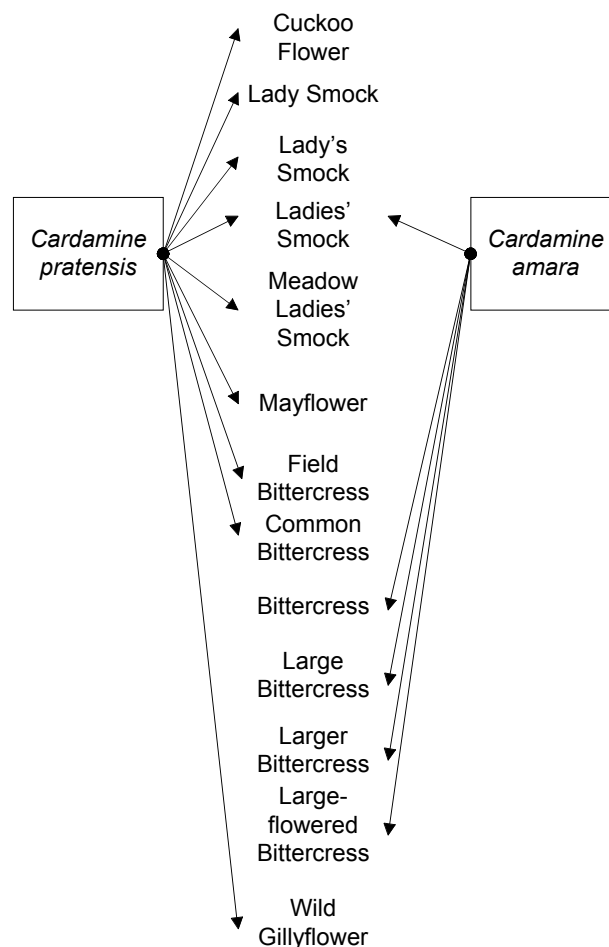 Cuckoo
Flower
Lady Smock
Lady's
Smock
Cardamine
pratensis
Ladies'
Smock
Cardamine
amara
Meadow
Ladies'
Smock
Mayflower
Field
Bittercress
Common
Bittercress
Bittercress
Large
Bittercress
Larger
Bittercress
Large-
flowered
Bittercress
Wild
Gillyflower